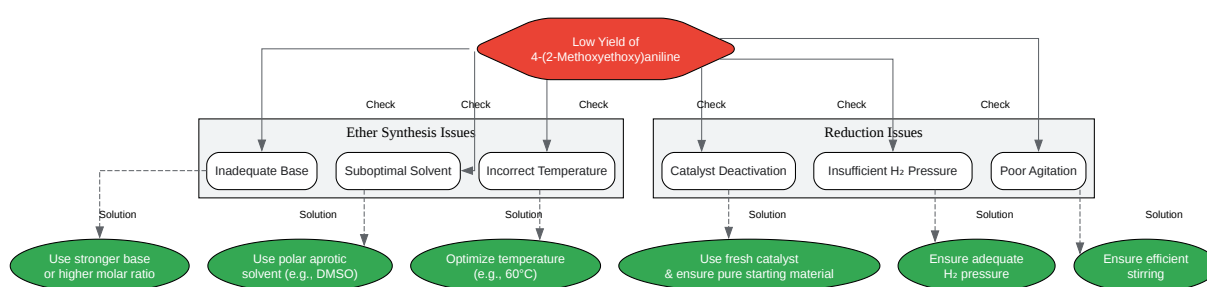 Low Yield of
4-(2-Methoxyethoxy)aniline
Check
Check
Check
Check
Check
Check
Ether Synthesis Issues
Reduction Issues
Inadequate Base
Suboptimal Solvent
Incorrect Temperature
Catalyst Deactivation
Insufficient H₂ Pressure
Poor Agitation
Solution
Solution
Solution
Solution
Solution
Solution
Use stronger base
or higher molar ratio
Use polar aprotic
solvent (e.g., DMSO)
Optimize temperature
(e.g., 60°C)
Use fresh catalyst
& ensure pure starting material
Ensure adequate
H₂ pressure
Ensure efficient
stirring